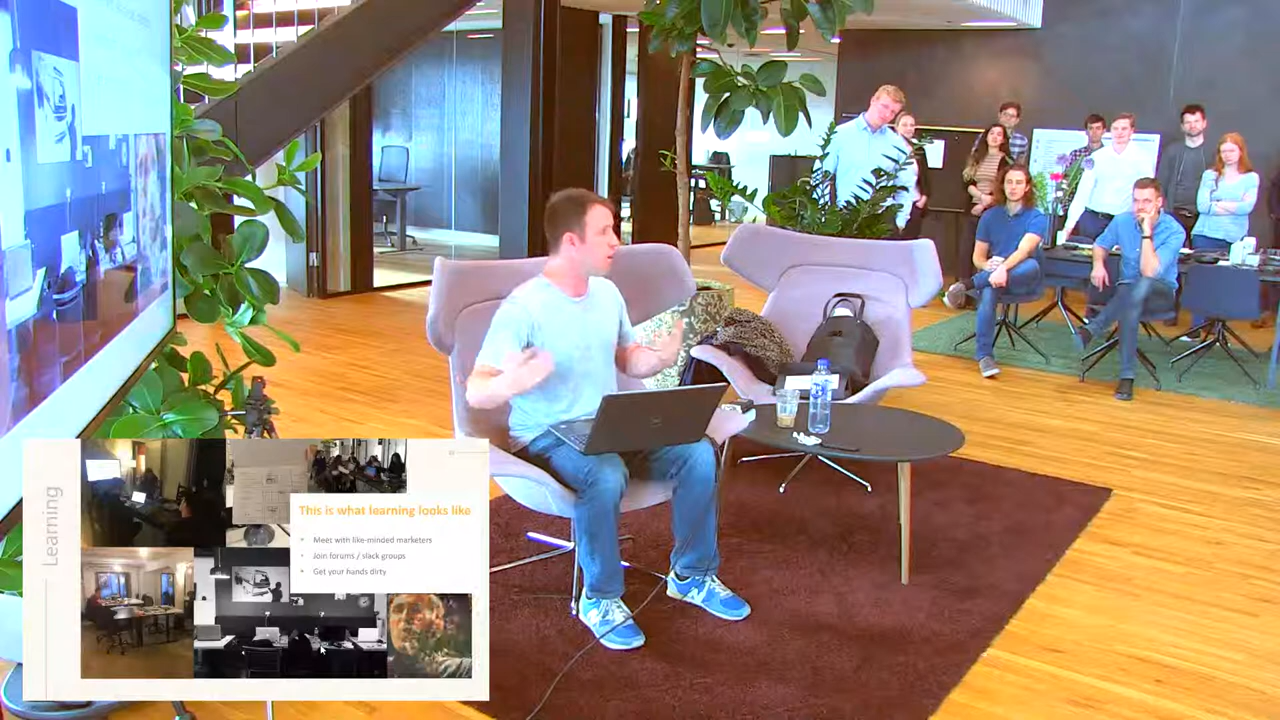 Learning
This is what learning looks like
• Meet with like-minded marketers
• Join forums / slack groups
• Get your hands dirty